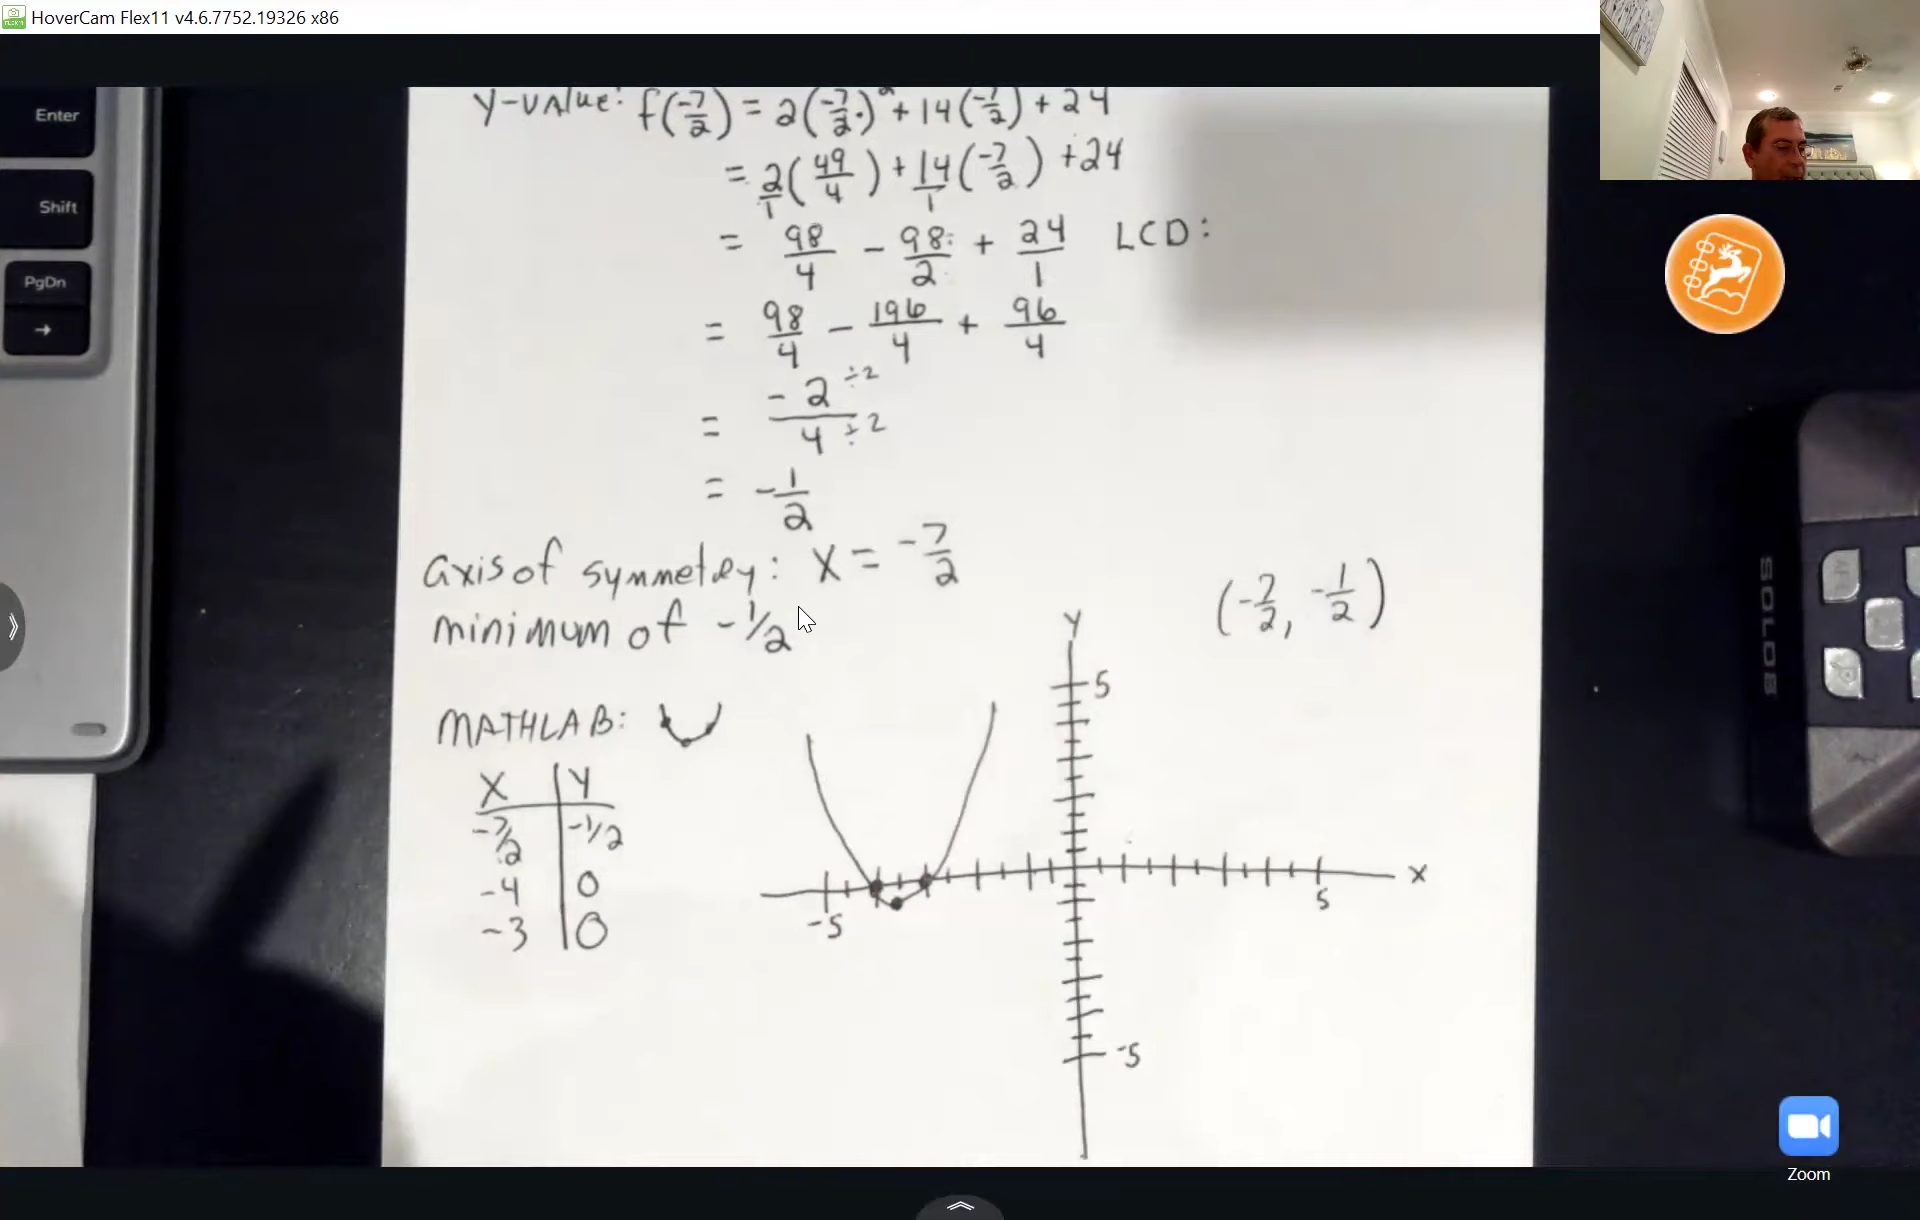 HoverCam Flex11 v4.6.7752.19326 x86
Enter
Shift
PgDn
→
Y-value: f(-7/2) = 2(-7/2)² + 14(-7/2) + 24
= 2/1(49/4) + 14/1(-7/2) + 24
= 98/4 - 98/2 + 24/1 LCD:
= 98/4 - 196/4 + 96/4
= -2/4 ÷2 ÷2
= -1/2
axis of symmetry: X = -7/2
minimum of -1/2
(-7/2, -1/2)
MATHLAB:
X | Y
-7/2 | -1/2
-4 | 0
-3 | 0
Y
5
X
5
-5
-5
SOLOS
Zoom